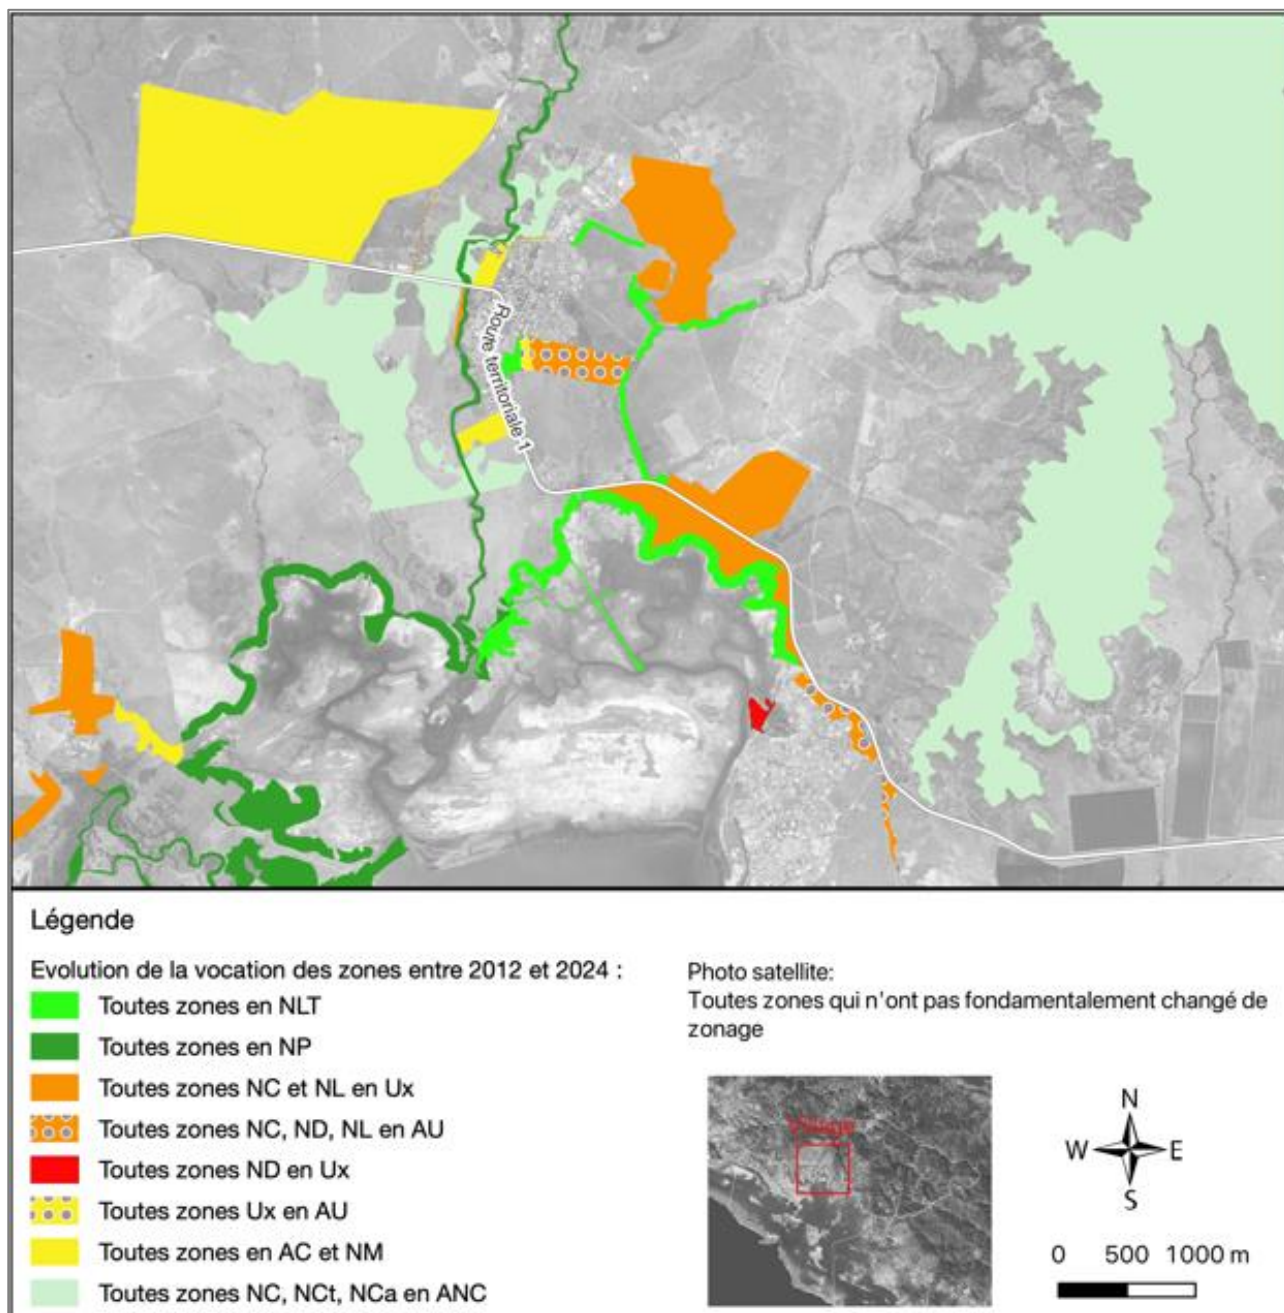 Route territoriale 1
Légende
Evolution de la vocation des zones entre 2012 et 2024 :
Toutes zones en NLT
Toutes zones en NP
Toutes zones NC et NL en Ux
Toutes zones NC, ND, NL en AU
Toutes zones ND en Ux
Toutes zones Ux en AU
Toutes zones en AC et NM
Toutes zones NC, NCt, NCa en ANC
Photo satellite:
Toutes zones qui n'ont pas fondamentalement changé de
zonage
Village
N
W E
S
0 500 1000 m